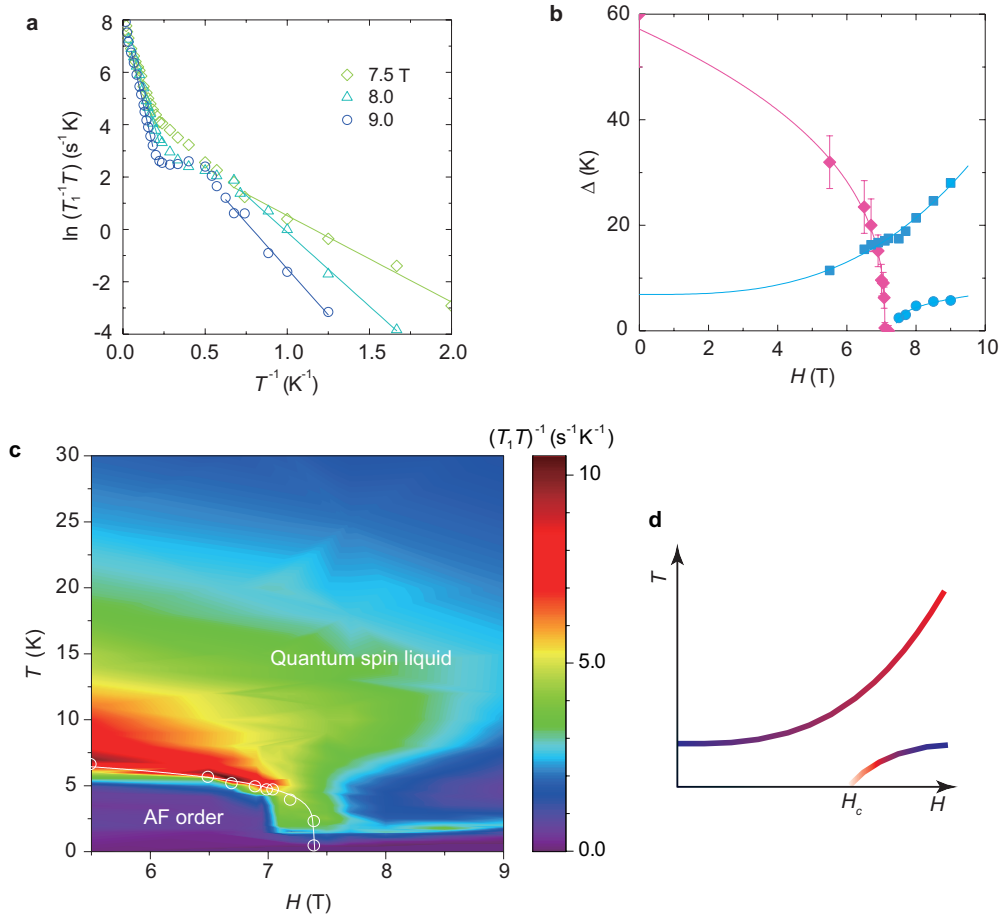 a
ln (T₁⁻¹T) (s⁻¹ K)
8
6
4
2
0
-2
-4
7.5 T
8.0
9.0
0.0 0.5 1.0 1.5 2.0
T⁻¹ (K⁻¹)
b
Δ (K)
60
40
20
0
0 2 4 6 8 10
H (T)
c
(T₁T)⁻¹ (s⁻¹K⁻¹)
T (K)
30
25
20
15
10
5
0
Quantum spin liquid
AF order
6 7 8 9
H (T)
10
5.0
0.0
d
T
H꜀ H